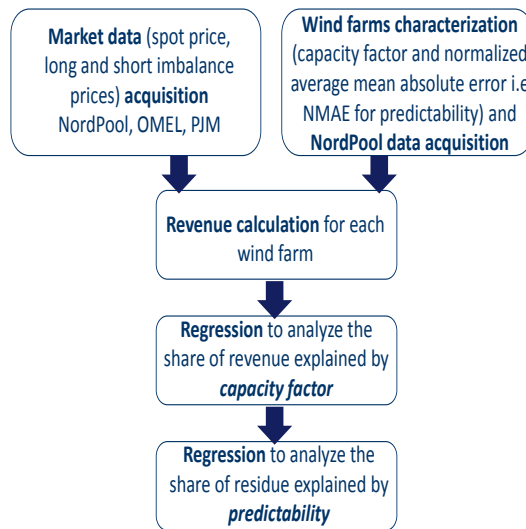 Market data (spot price,
long and short imbalance
prices) acquisition
NordPool, OMEL, PJM
Wind farms characterization
(capacity factor and normalized
average mean absolute error i.e
NMAE for predictability) and
NordPool data acquisition
Revenue calculation for each
wind farm
Regression to analyze the
share of revenue explained by
capacity factor
Regression to analyze the
share of residue explained by
predictability